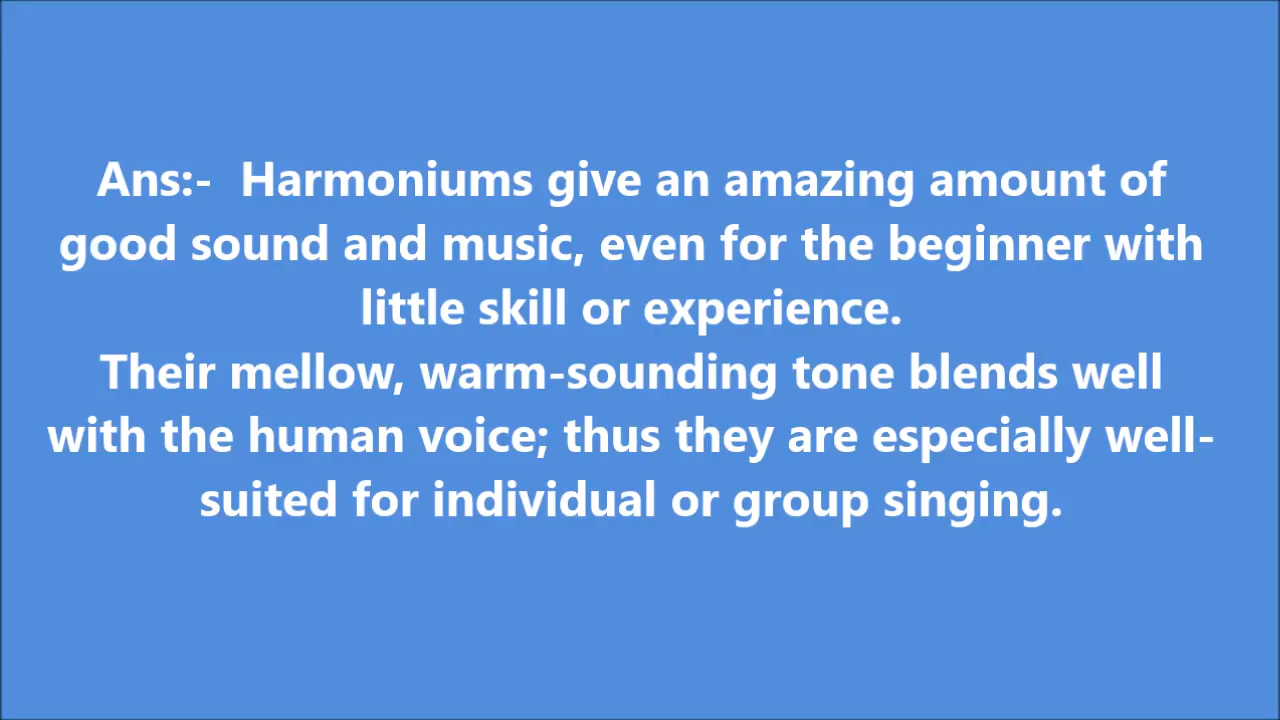 Ans:-  Harmoniums give an amazing amount of
good sound and music, even for the beginner with
little skill or experience.
Their mellow, warm-sounding tone blends well
with the human voice; thus they are especially well-
suited for individual or group singing.